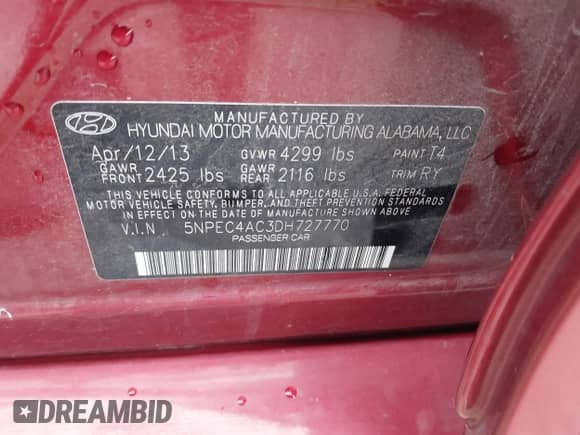 MANUFACTURED BY
HYUNDAI MOTOR MANUFACTURING ALABAMA, LLC
Apr/12/13 GVWR 4299 lbs PAINT T4
GAWR FRONT 2425 lbs GAWR REAR 2116 lbs TRIM RY
THIS VEHICLE CONFORMS TO ALL APPLICABLE U.S.A. FEDERAL
MOTOR VEHICLE SAFETY, BUMPER, AND THEFT PREVENTION STANDARDS
IN EFFECT ON THE DATE OF MANUFACTURE SHOWN ABOVE
V.I.N 5NPEC4AC3DH727770
PASSENGER CAR
DREAMBID